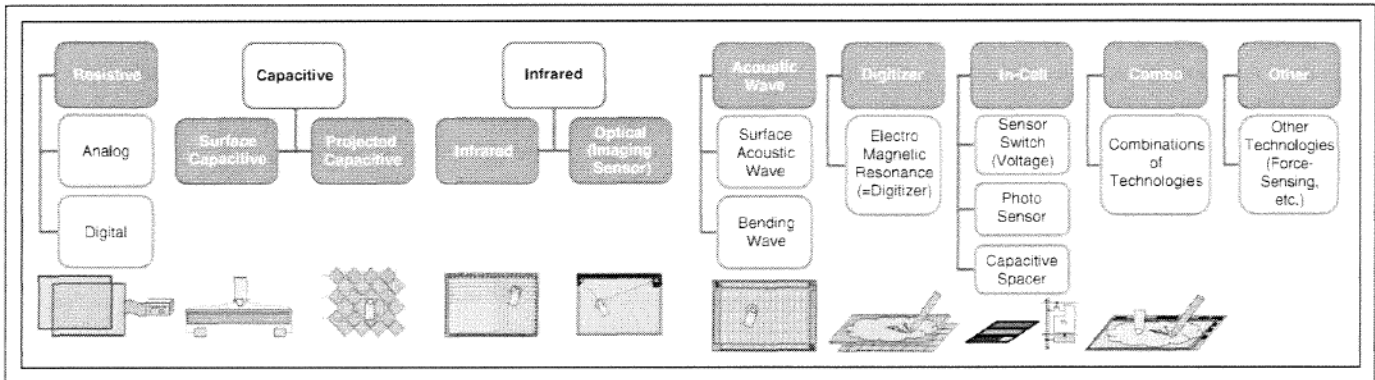 Resistive
Analog
Digital
Capacitive
Surface
Capacitive
Projected
Capacitive
Infrared
Infrared
Optical
(Imaging
Sensor)
Acoustic
Wave
Surface
Acoustic
Wave
Bending
Wave
Digitizer
Electro
Magnetic
Resonance
(=Digitizer)
In-Cell
Sensor
Switch
(Voltage)
Photo
Sensor
Capacitive
Spacer
Combo
Combinations
of
Technologies
Other
Other
Technologies
(Force-
Sensing,
etc.)